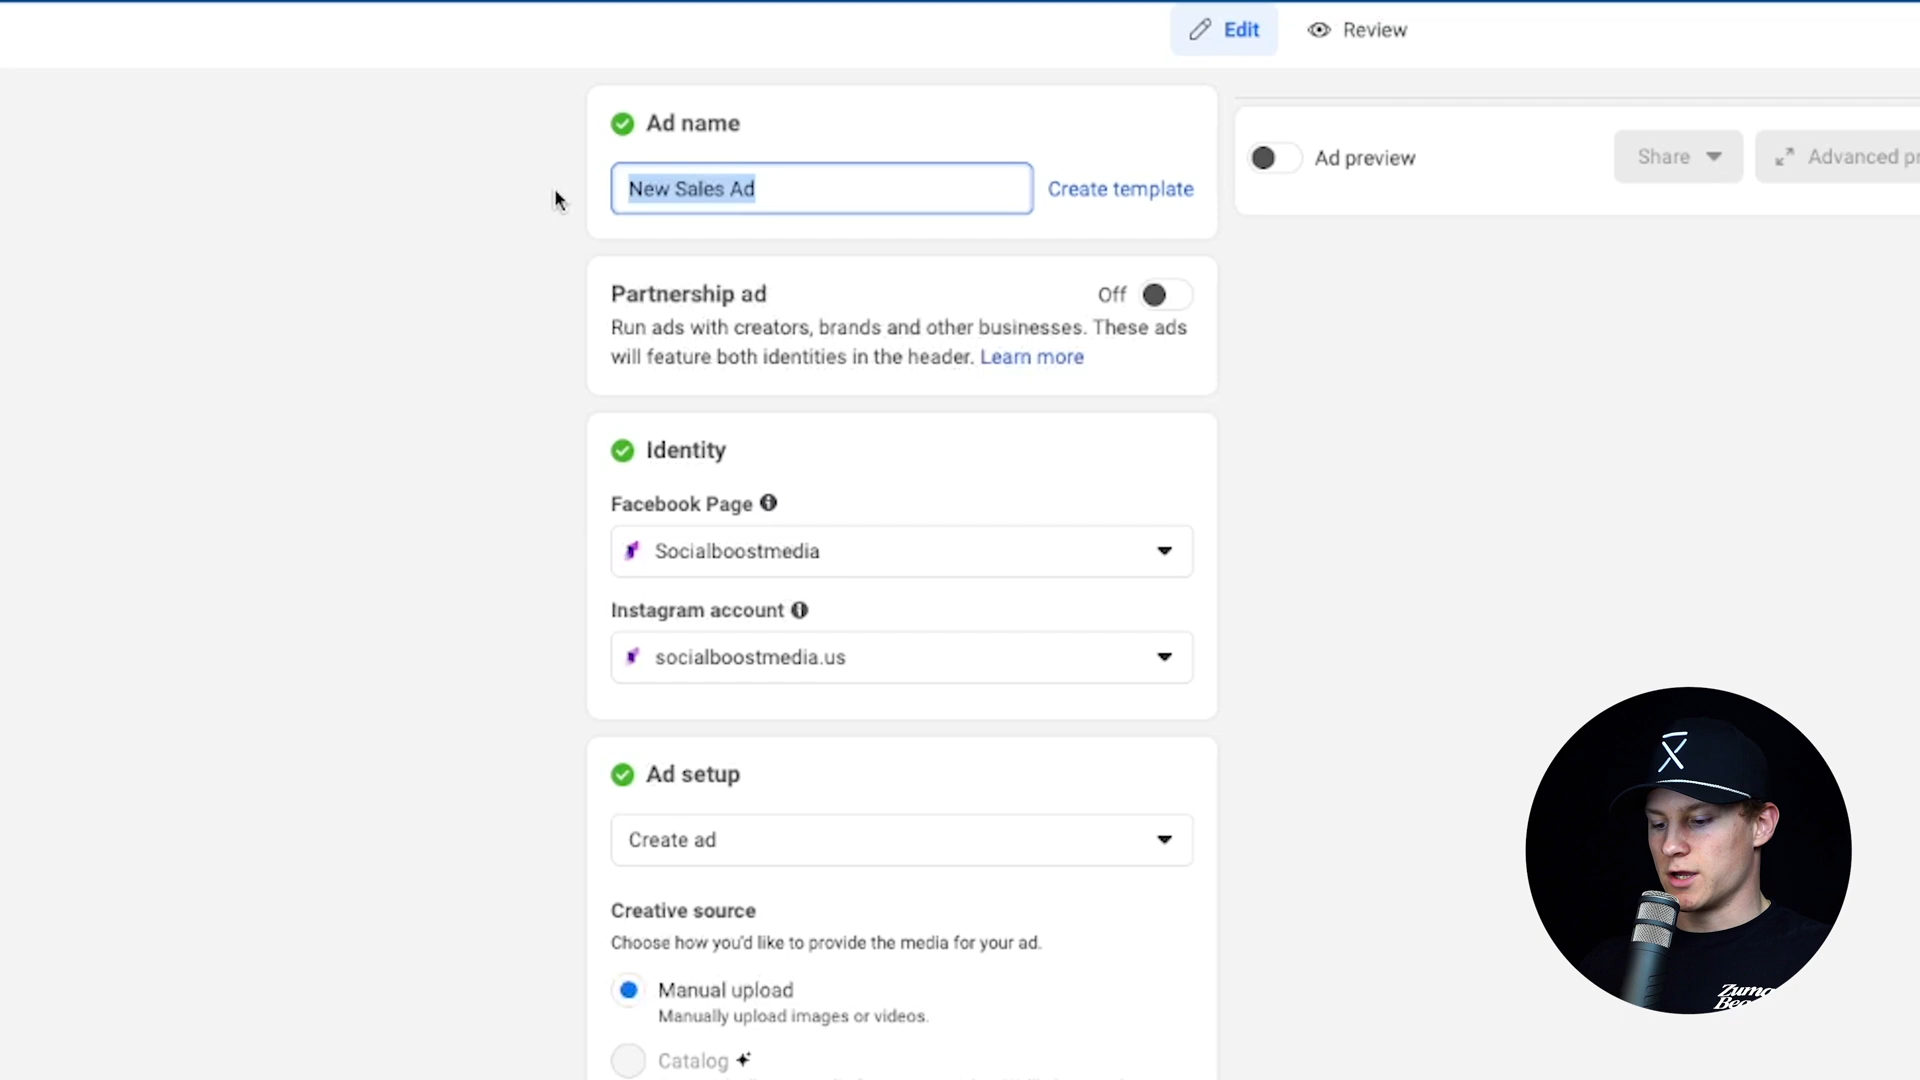 Edit
Review
Ad name
New Sales Ad
Create template
Ad preview
Share
Advanced
Partnership ad
Off
Run ads with creators, brands and other businesses. These ads
will feature both identities in the header. Learn more
Identity
Facebook Page
Socialboostmedia
Instagram account
socialboostmedia.us
Ad setup
Create ad
Creative source
Choose how you'd like to provide the media for your ad.
Manual upload
Manually upload images or videos.
Catalog
Zuma